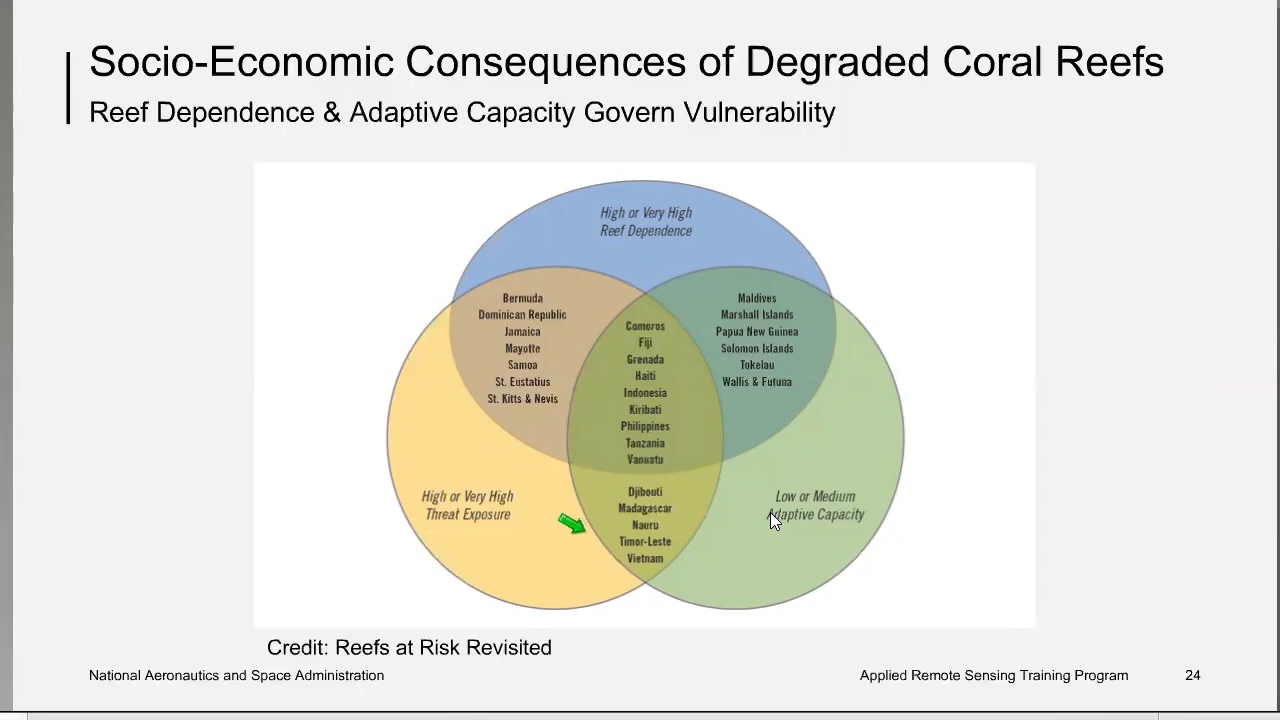 Socio-Economic Consequences of Degraded Coral Reefs
Reef Dependence & Adaptive Capacity Govern Vulnerability
High or Very High
Reef Dependence
Bermuda
Dominican Republic
Jamaica
Mayotte
Samoa
St. Eustatius
St. Kitts & Nevis
Comoros
Fiji
Grenada
Haiti
Indonesia
Kiribati
Philippines
Tanzania
Vanuatu
Maldives
Marshall Islands
Papua New Guinea
Solomon Islands
Tokelau
Wallis & Futuna
High or Very High
Threat Exposure
Djibouti
Madagascar
Nauru
Timor-Leste
Vietnam
Low or Medium
Adaptive Capacity
Credit: Reefs at Risk Revisited
National Aeronautics and Space Administration
Applied Remote Sensing Training Program
24